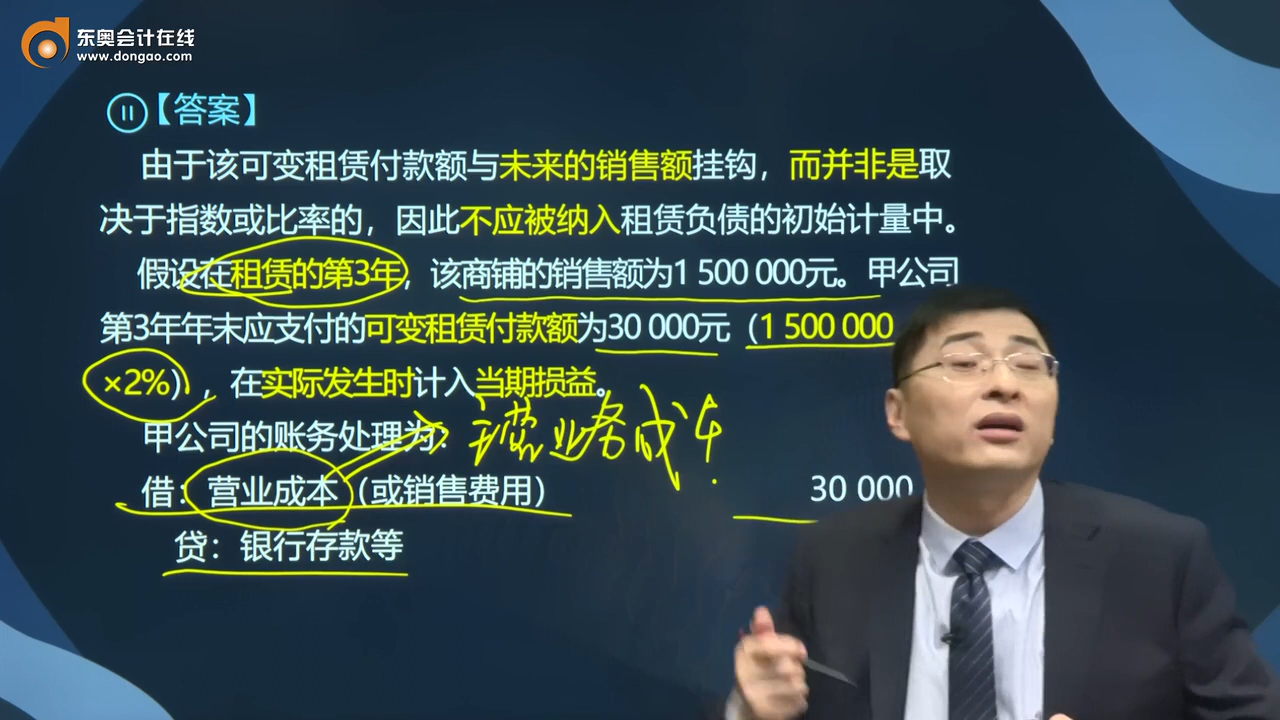 东奥会计在线
www.dongao.com
【答案】
由于该可变租赁付款额与未来的销售额挂钩，而并非是取
决于指数或比率的，因此不应被纳入租赁负债的初始计量中。
假设在租赁的第3年，该商铺的销售额为1 500 000元。甲公司
第3年年末应支付的可变租赁付款额为30 000元（1 500 000
×2%），在实际发生时计入当期损益。
甲公司的账务处理为：
主营业务成本
借：营业成本（或销售费用） 30 000
贷：银行存款等